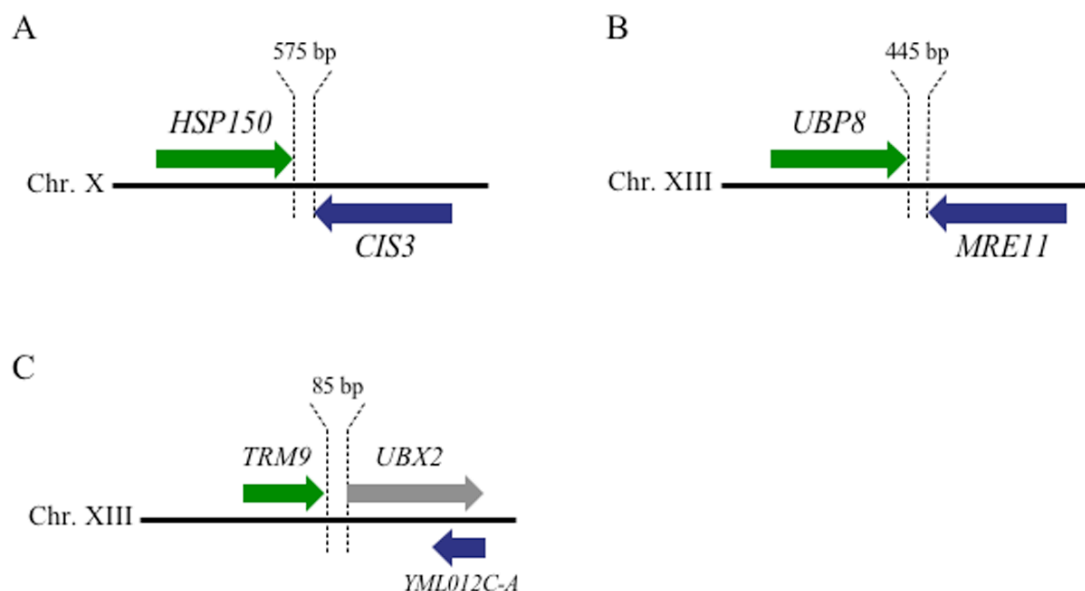 A
575 bp
HSP150
Chr. X
CIS3
B
445 bp
UBP8
Chr. XIII
MRE11
C
85 bp
TRM9 UBX2
Chr. XIII
YML012C-A